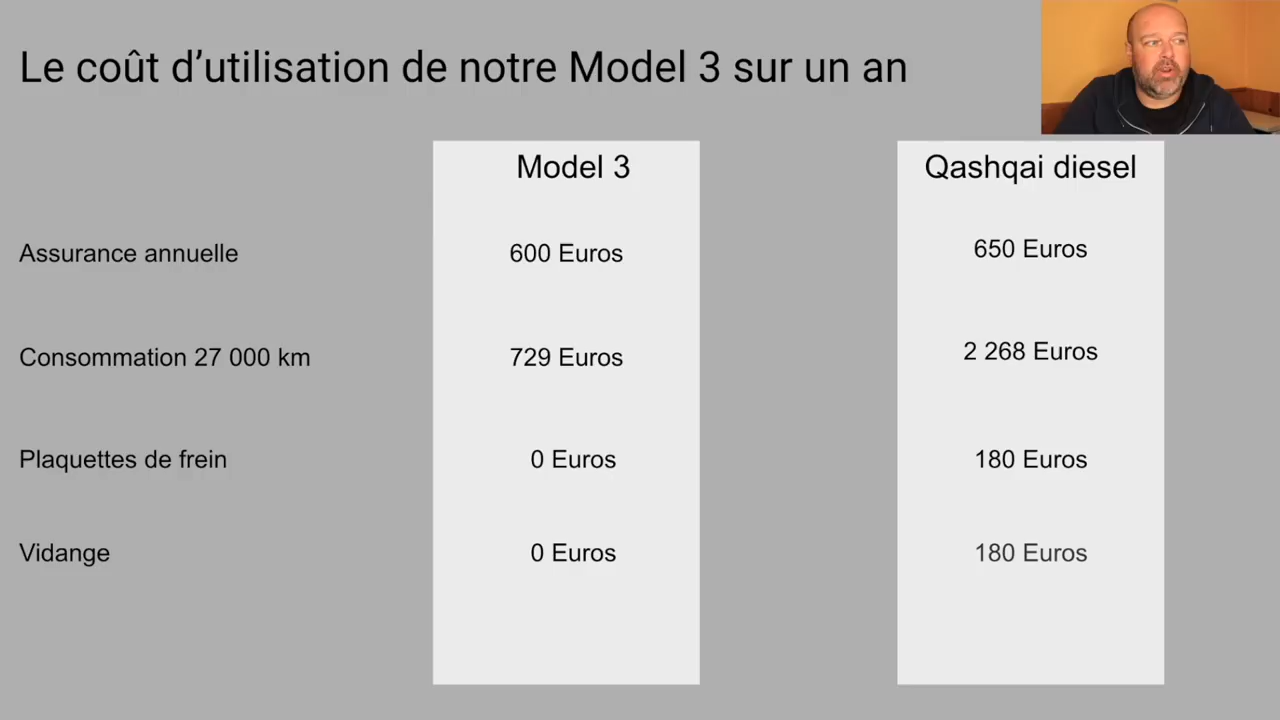 Le coût d’utilisation de notre Model 3 sur un an
Model 3
Qashqai diesel
Assurance annuelle
600 Euros
650 Euros
Consommation 27 000 km
729 Euros
2 268 Euros
Plaquettes de frein
0 Euros
180 Euros
Vidange
0 Euros
180 Euros